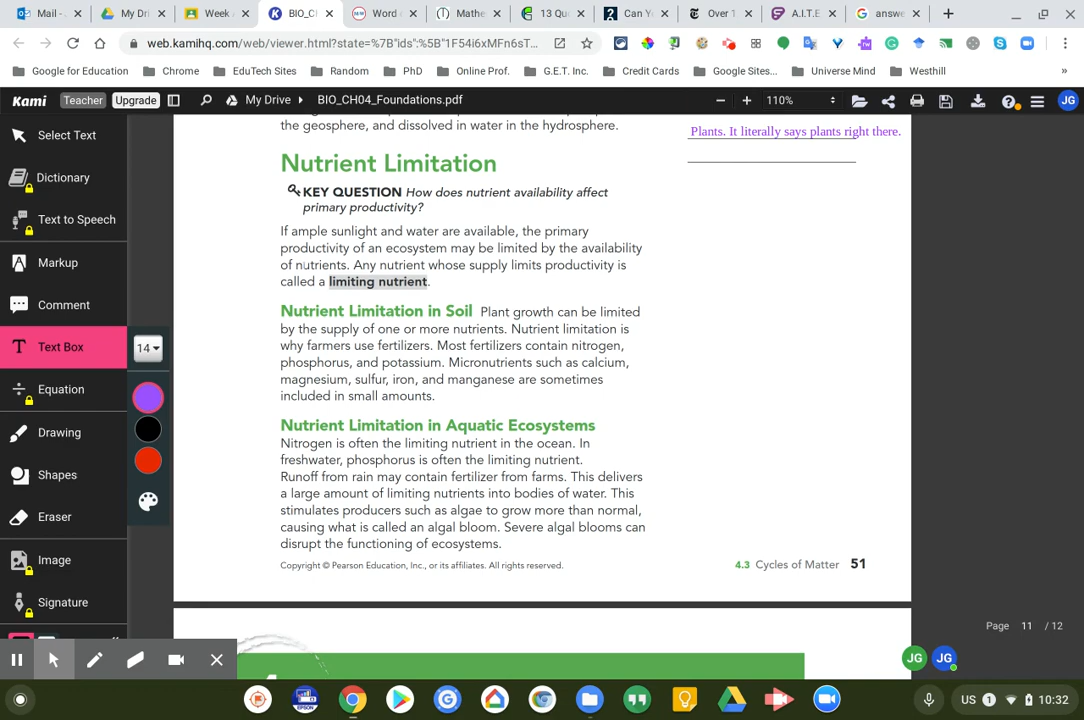 Mail -
My Dri
Week
BIO_C
Word
Mathe
13 Qu
Can Y
Over 1
A.I.T.E
answe
web.kamihq.com/web/viewer.html?state=%7B"ids":%5B"1F54i6xMFn6sT...
Google for Education
Chrome
EduTech Sites
Random
PhD
Online Prof.
G.E.T. Inc.
Credit Cards
Google Sites...
Universe Mind
Westhill
»
Kami
Teacher
Upgrade
My Drive
BIO_CH04_Foundations.pdf
110%
JG
Select Text
Dictionary
Text to Speech
Markup
Comment
Text Box
14
Equation
Drawing
Shapes
Eraser
Image
Signature
the geosphere, and dissolved in water in the hydrosphere.
Plants. It literally says plants right there.
Nutrient Limitation
KEY QUESTION How does nutrient availability affect
primary productivity?
If ample sunlight and water are available, the primary
productivity of an ecosystem may be limited by the availability
of nutrients. Any nutrient whose supply limits productivity is
called a limiting nutrient.
Nutrient Limitation in Soil Plant growth can be limited
by the supply of one or more nutrients. Nutrient limitation is
why farmers use fertilizers. Most fertilizers contain nitrogen,
phosphorus, and potassium. Micronutrients such as calcium,
magnesium, sulfur, iron, and manganese are sometimes
included in small amounts.
Nutrient Limitation in Aquatic Ecosystems
Nitrogen is often the limiting nutrient in the ocean. In
freshwater, phosphorus is often the limiting nutrient.
Runoff from rain may contain fertilizer from farms. This delivers
a large amount of limiting nutrients into bodies of water. This
stimulates producers such as algae to grow more than normal,
causing what is called an algal bloom. Severe algal blooms can
disrupt the functioning of ecosystems.
Copyright © Pearson Education, Inc., or its affiliates. All rights reserved.
4.3 Cycles of Matter 51
Page 11 / 12
JG JG
EPSON
US 1 10:32